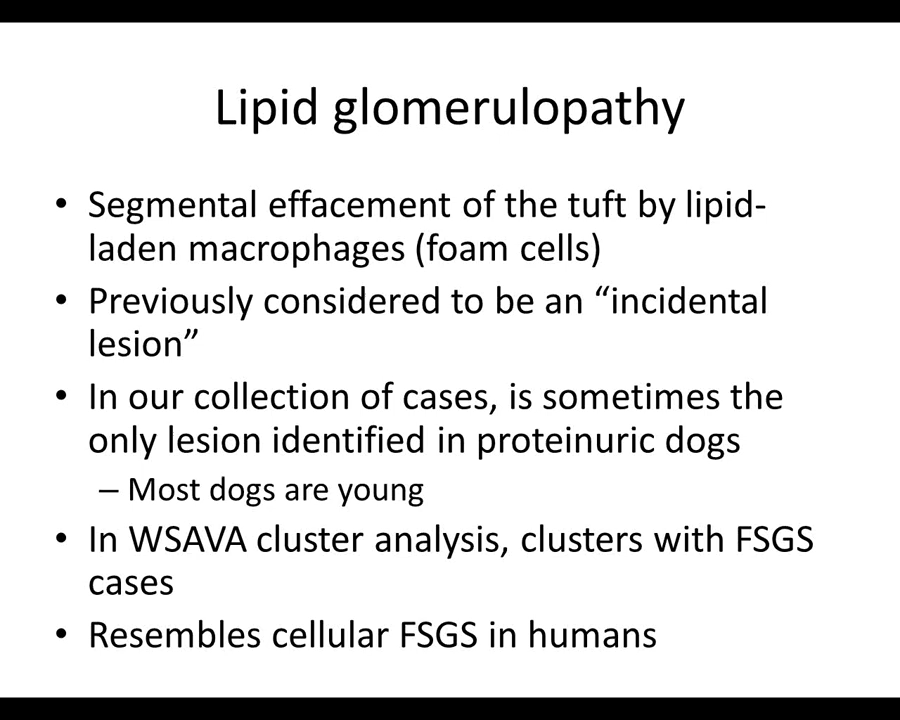 Lipid glomerulopathy
• Segmental effacement of the tuft by lipid-
laden macrophages (foam cells)
• Previously considered to be an “incidental
lesion”
• In our collection of cases, is sometimes the
only lesion identified in proteinuric dogs
– Most dogs are young
• In WSAVA cluster analysis, clusters with FSGS
cases
• Resembles cellular FSGS in humans